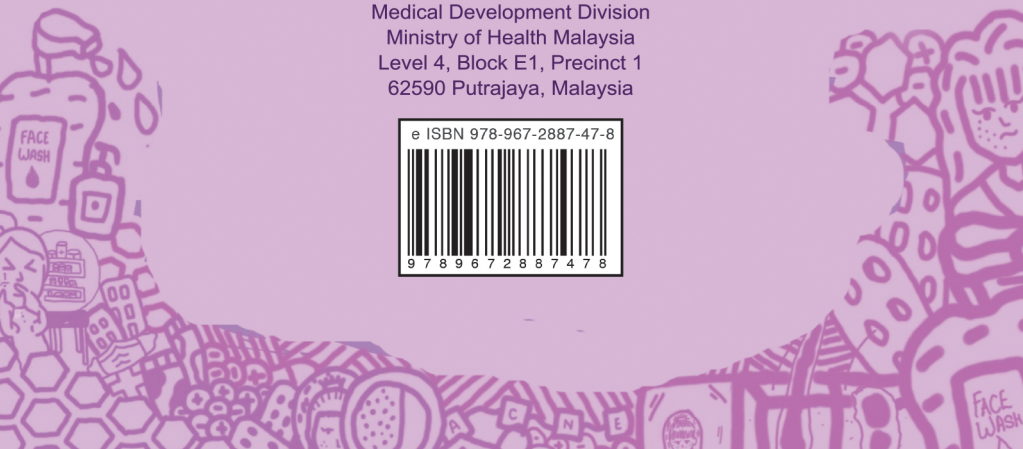 Medical Development Division
Ministry of Health Malaysia
Level 4, Block E1, Precinct 1
62590 Putrajaya, Malaysia
e ISBN 978-967-2887-47-8
9 7 8 9 6 7 2 8 8 7 4 7 8
FACE
WASH
A C N E
FACE
WASH